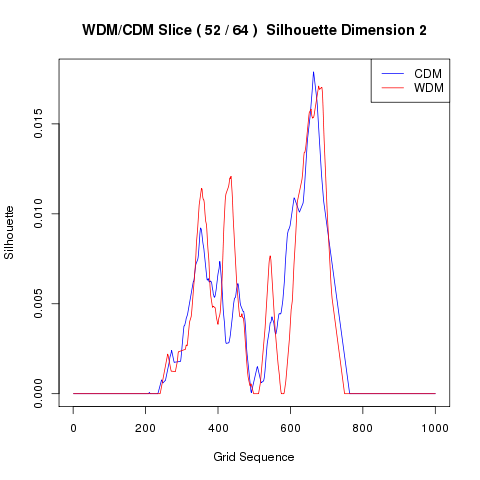 WDM/CDM Slice ( 52 / 64 )  Silhouette Dimension 2
CDM
WDM
Silhouette
0.015
0.010
0.005
0.000
0 200 400 600 800 1000
Grid Sequence